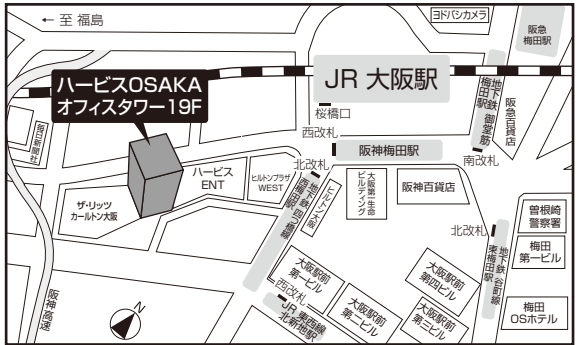 ← 至 福島
ヨドバシカメラ
阪急
梅田駅
ハービスOSAKA
オフィスタワー19F
JR 大阪駅
地下鉄 御堂筋
梅田駅
阪急百貨店
桜橋口
西改札
阪神梅田駅
南改札
毎日新聞社
北改札
ハービス
ENT
ヒルトンプラザ
WEST
地下鉄 四つ橋線
西梅田駅
ヒルトン大阪
大阪第一生命
ビルディング
阪神百貨店
ザ・リッツ
カールトン大阪
北改札
曽根崎
警察署
梅田
第一ビル
地下鉄 谷町線
東梅田駅
大阪駅前
第一ビル
大阪駅前
第二ビル
大阪駅前
第四ビル
大阪駅前
第三ビル
西改札
JR 東西線
北新地駅
梅田
OSホテル
阪神高速
N